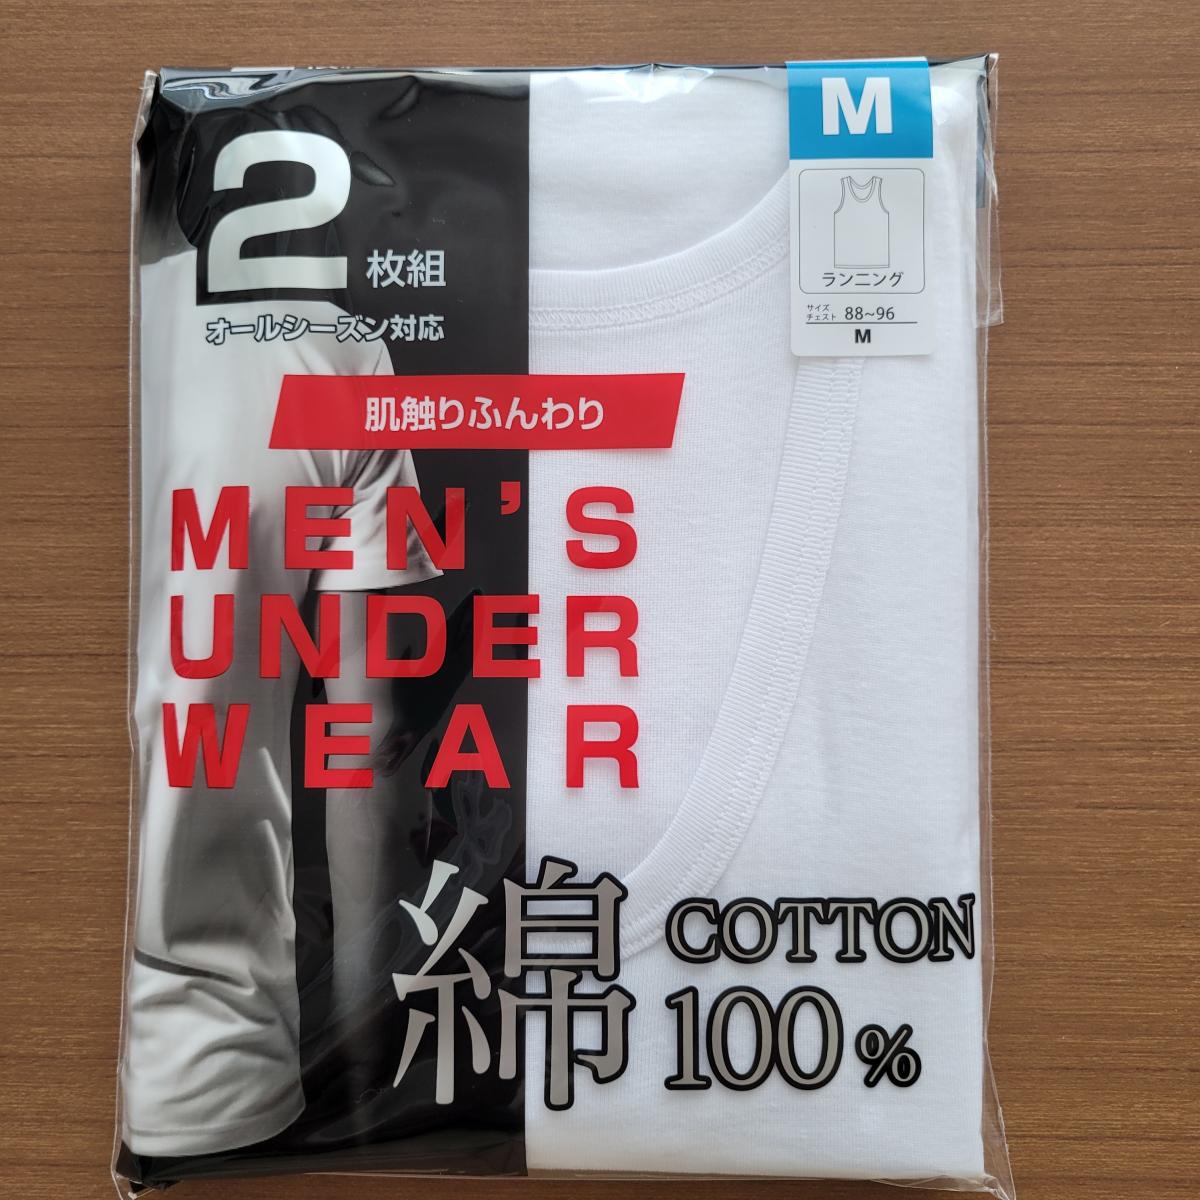 M
ランニング
サイズ
チェスト 88~96
M
2
枚組
オールシーズン対応
肌触りふんわり
MEN'S
UNDER
WEAR
綿
COTTON
100%